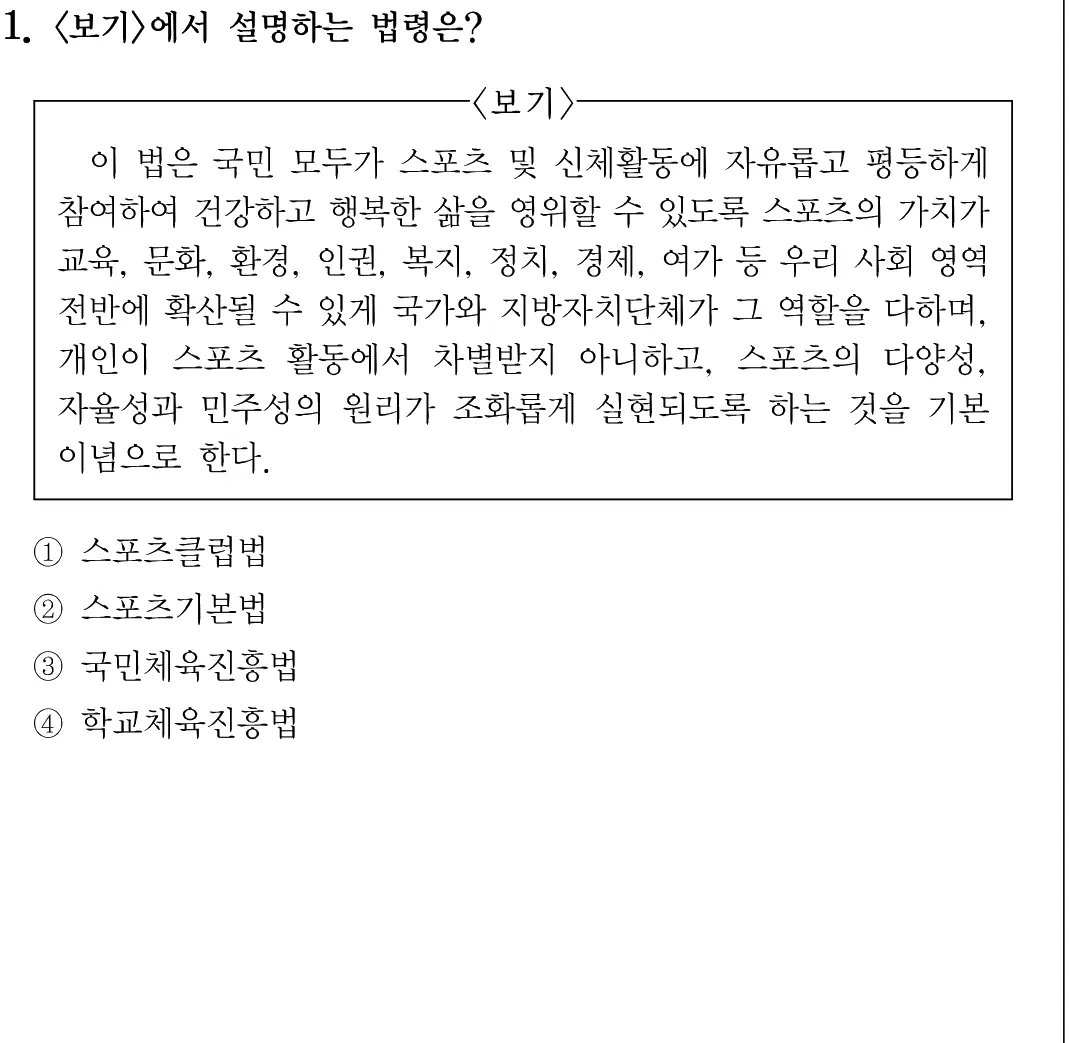 1. 〈보기〉에서 설명하는 법령은?
〈보기〉
이 법은 국민 모두가 스포츠 및 신체활동에 자유롭고 평등하게
참여하여 건강하고 행복한 삶을 영위할 수 있도록 스포츠의 가치가
교육, 문화, 환경, 인권, 복지, 정치, 경제, 여가 등 우리 사회 영역
전반에 확산될 수 있게 국가와 지방자치단체가 그 역할을 다하며,
개인이 스포츠 활동에서 차별받지 아니하고, 스포츠의 다양성,
자율성과 민주성의 원리가 조화롭게 실현되도록 하는 것을 기본
이념으로 한다.
① 스포츠클럽법
② 스포츠기본법
③ 국민체육진흥법
④ 학교체육진흥법